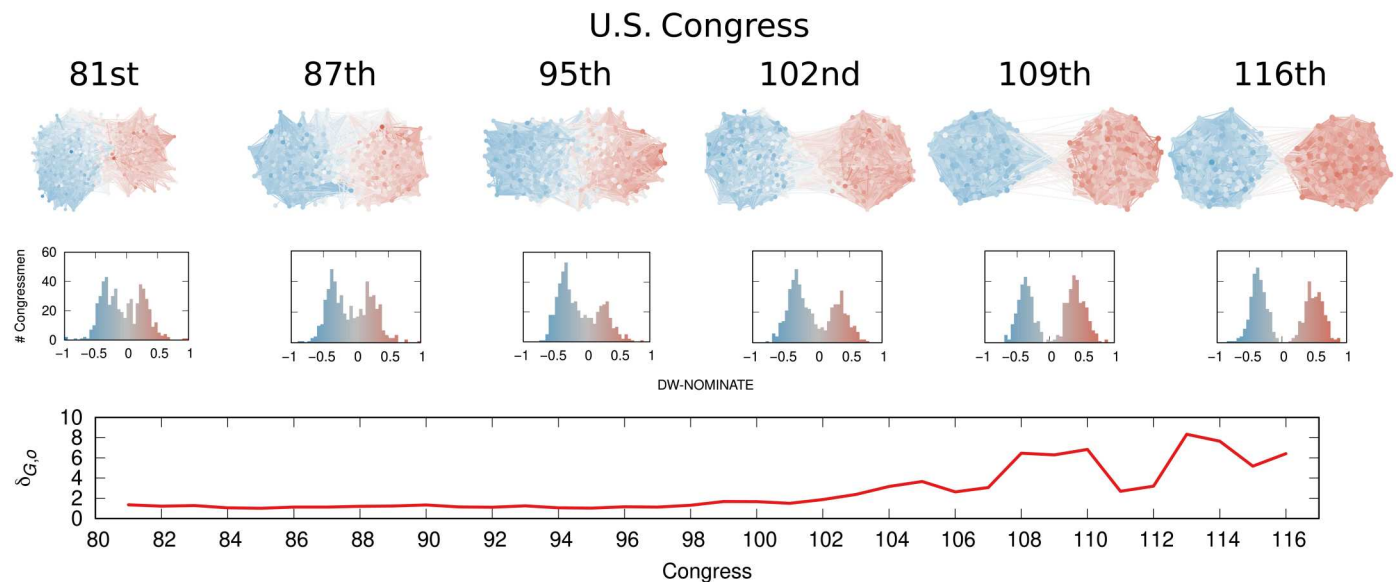 U.S. Congress
81st 87th 95th 102nd 109th 116th
# Congressmen
60
40
20
0
−1 −0.5 0 0.5 1 −1 −0.5 0 0.5 1 −1 −0.5 0 0.5 1 −1 −0.5 0 0.5 1 −1 −0.5 0 0.5 1 −1 −0.5 0 0.5 1
DW-NOMINATE
δG,o
10
8
6
4
2
0
80 82 84 86 88 90 92 94 96 98 100 102 104 106 108 110 112 114 116
Congress